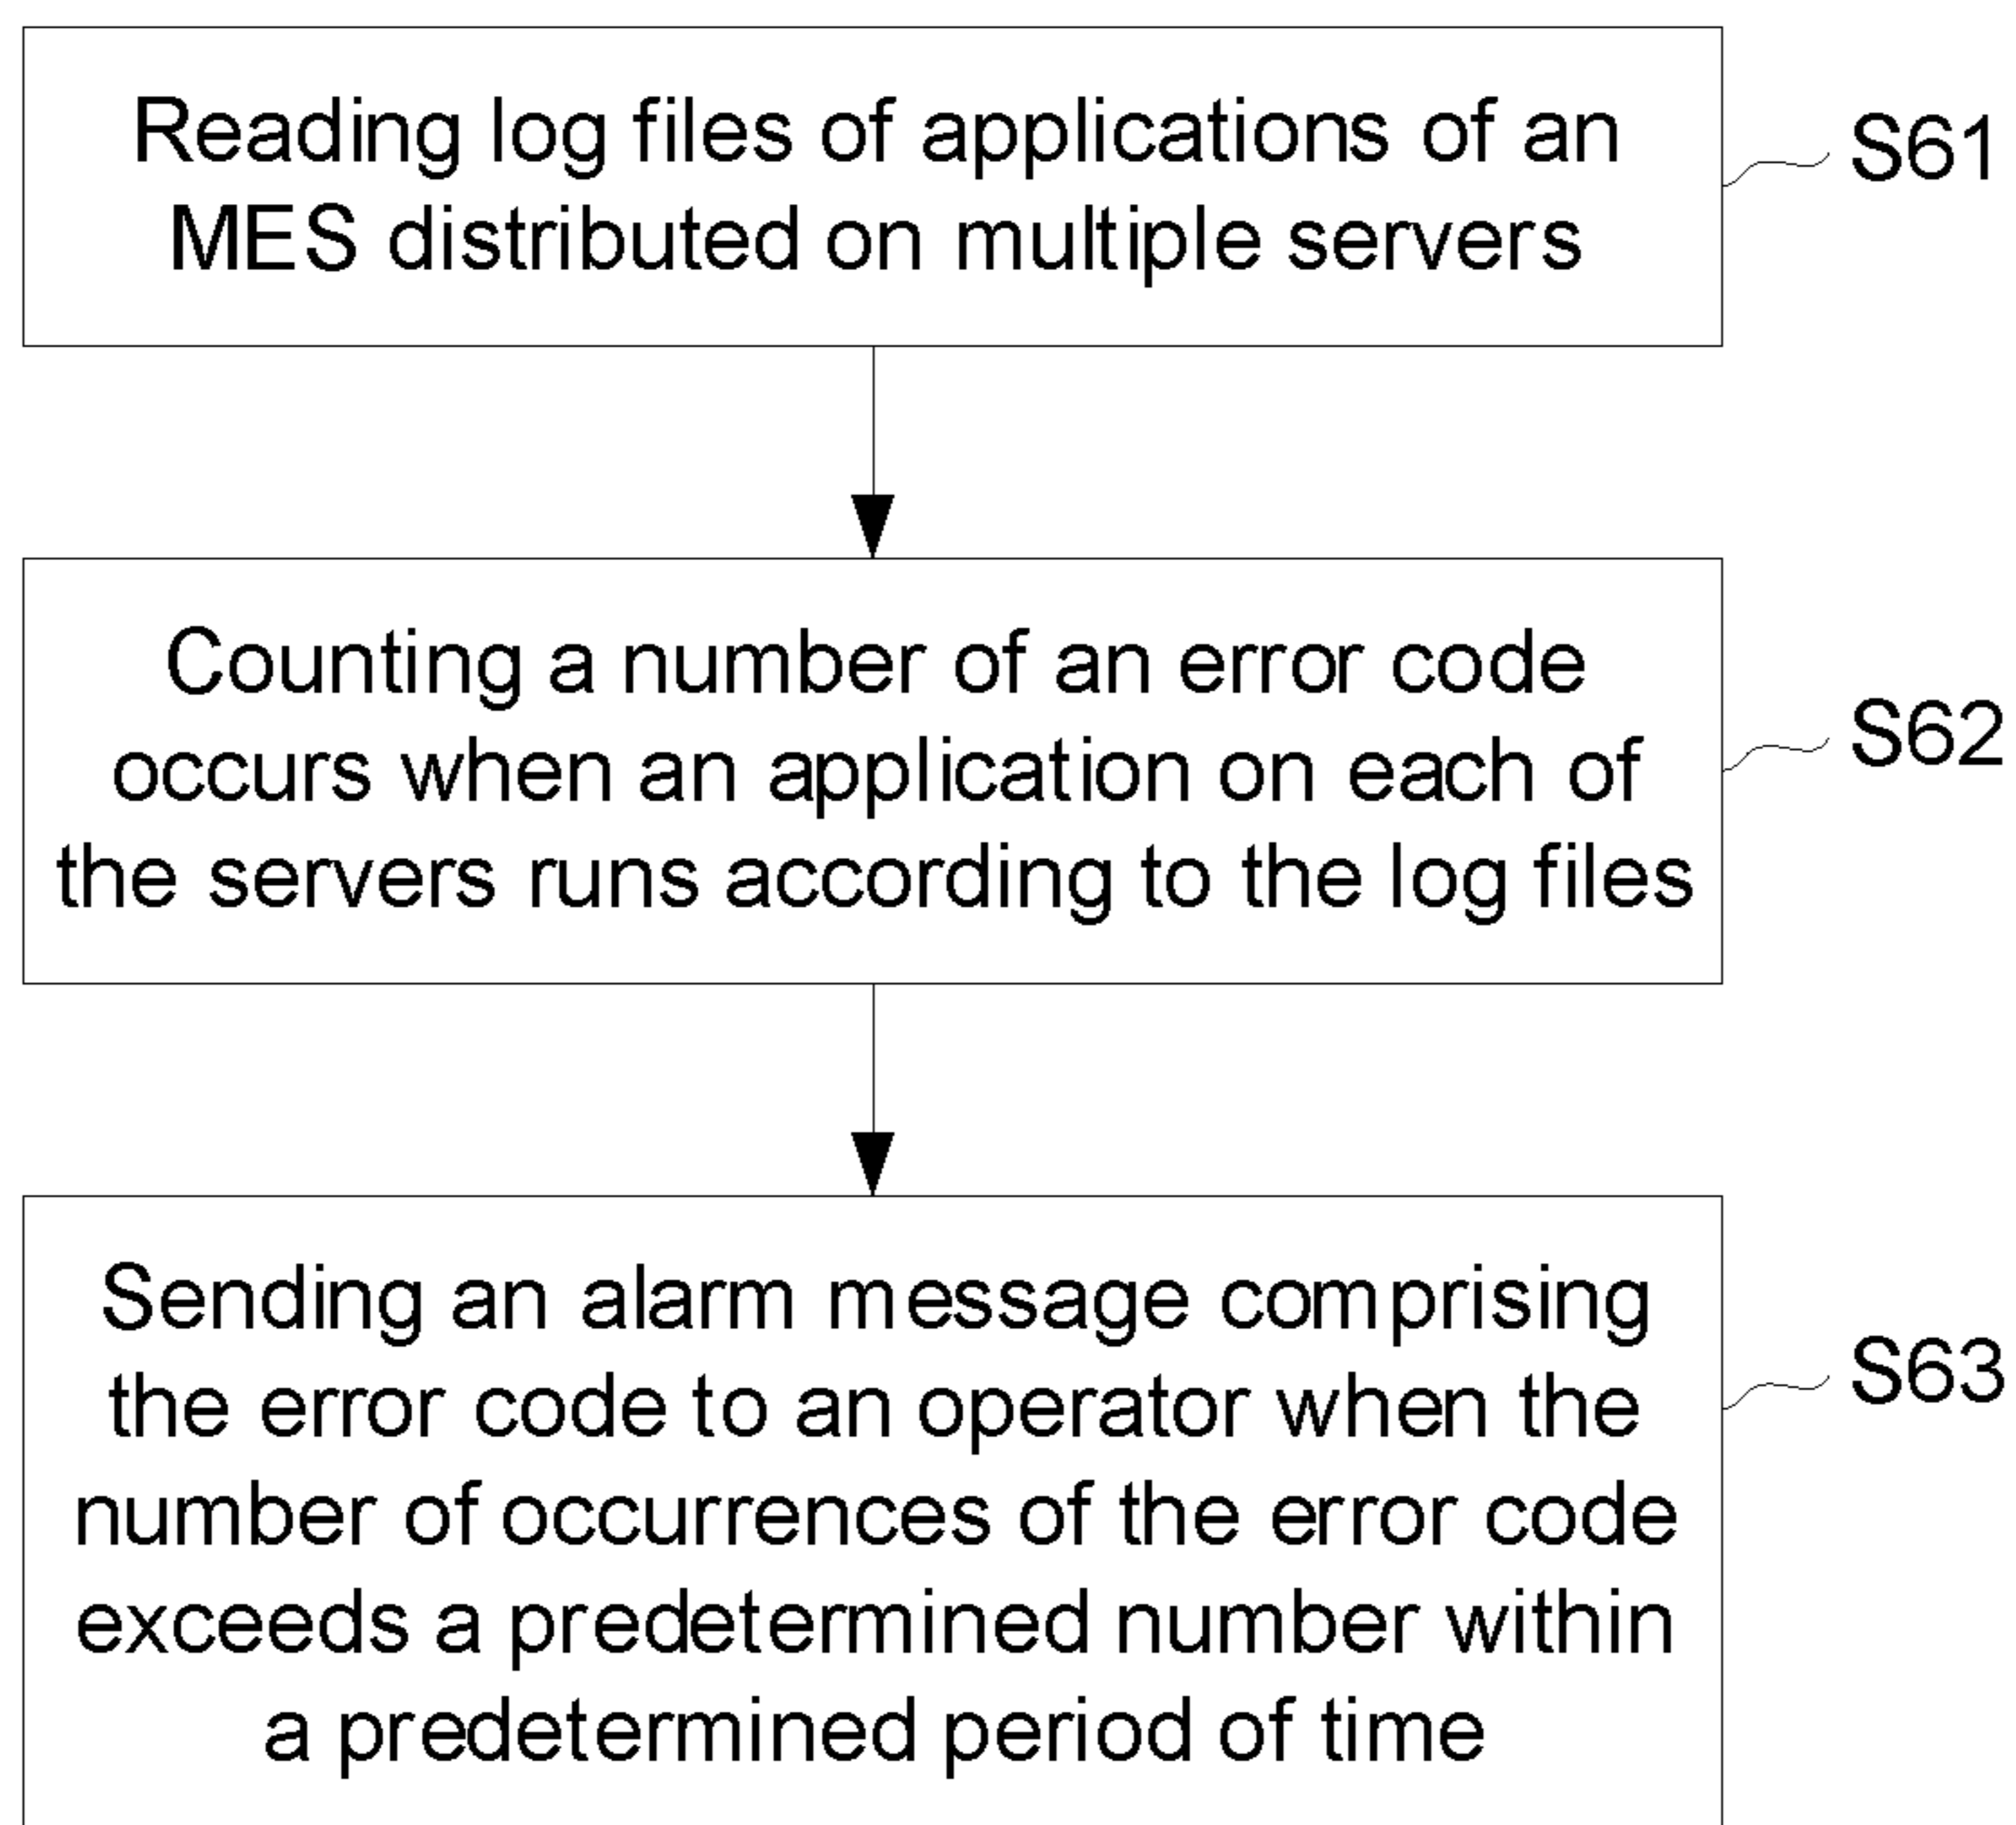 Reading log files of applications of an
MES distributed on multiple servers
S61
Counting a number of an error code
occurs when an application on each of
the servers runs according to the log files
S62
Sending an alarm message comprising
the error code to an operator when the
number of occurrences of the error code
exceeds a predetermined number within
a predetermined period of time
S63